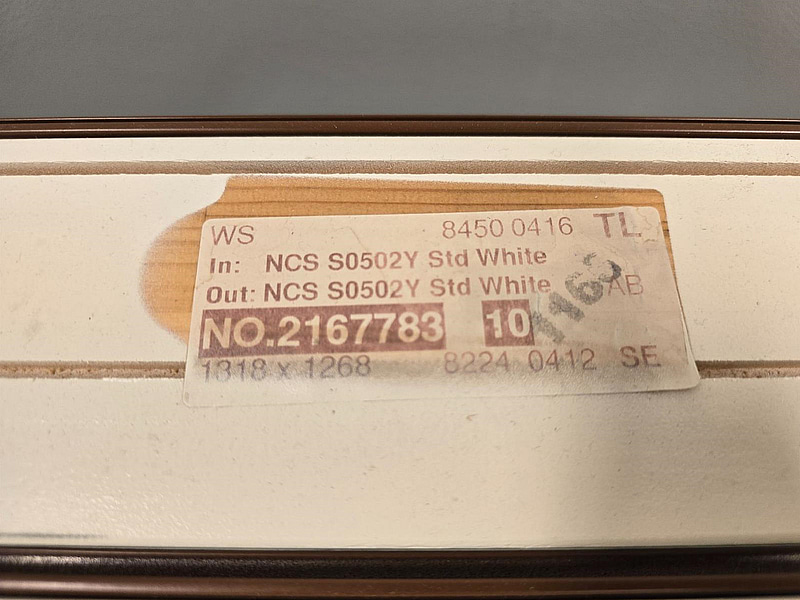 WS 8450 0416 TL
In: NCS S0502Y Std White
Out: NCS S0502Y Std White AB
NO.2167783 10
1163
1318 x 1268 8224 0412 SE